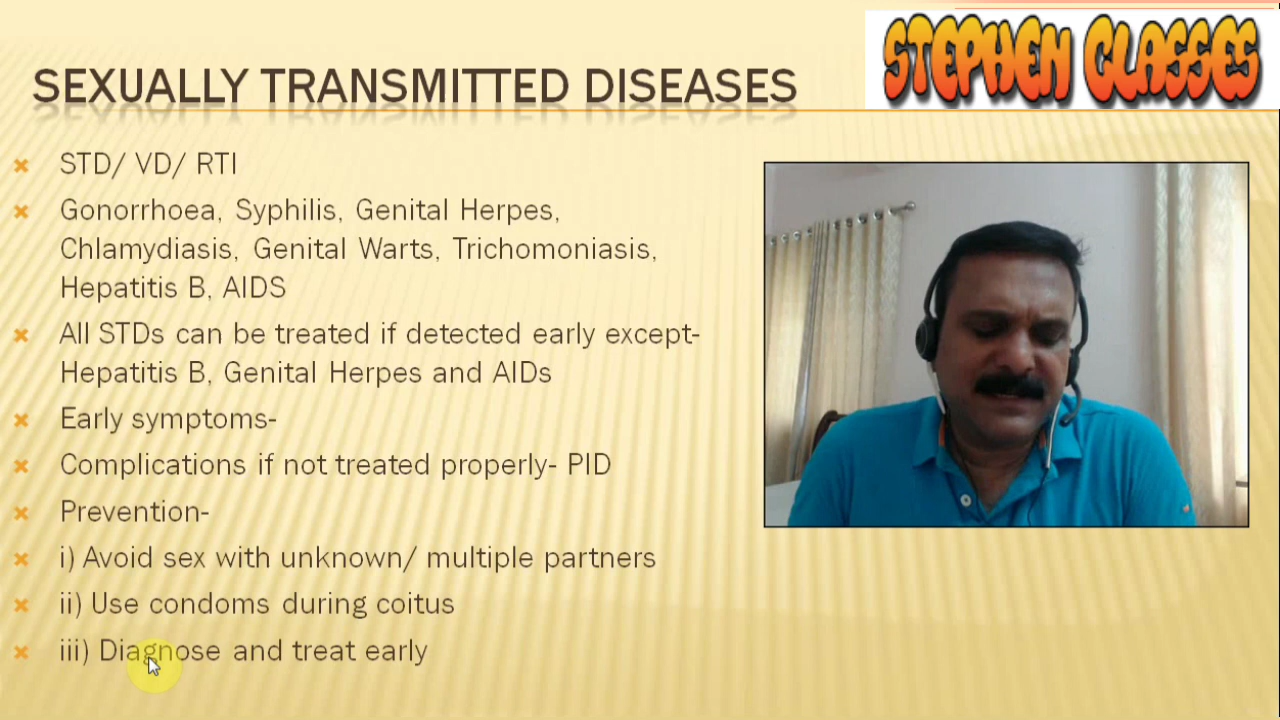 STEPHEN CLASSES
SEXUALLY TRANSMITTED DISEASES
STD/ VD/ RTI
Gonorrhoea, Syphilis, Genital Herpes,
Chlamydiasis, Genital Warts, Trichomoniasis,
Hepatitis B, AIDS
All STDs can be treated if detected early except-
Hepatitis B, Genital Herpes and AIDs
Early symptoms-
Complications if not treated properly- PID
Prevention-
i) Avoid sex with unknown/ multiple partners
ii) Use condoms during coitus
iii) Diagnose and treat early